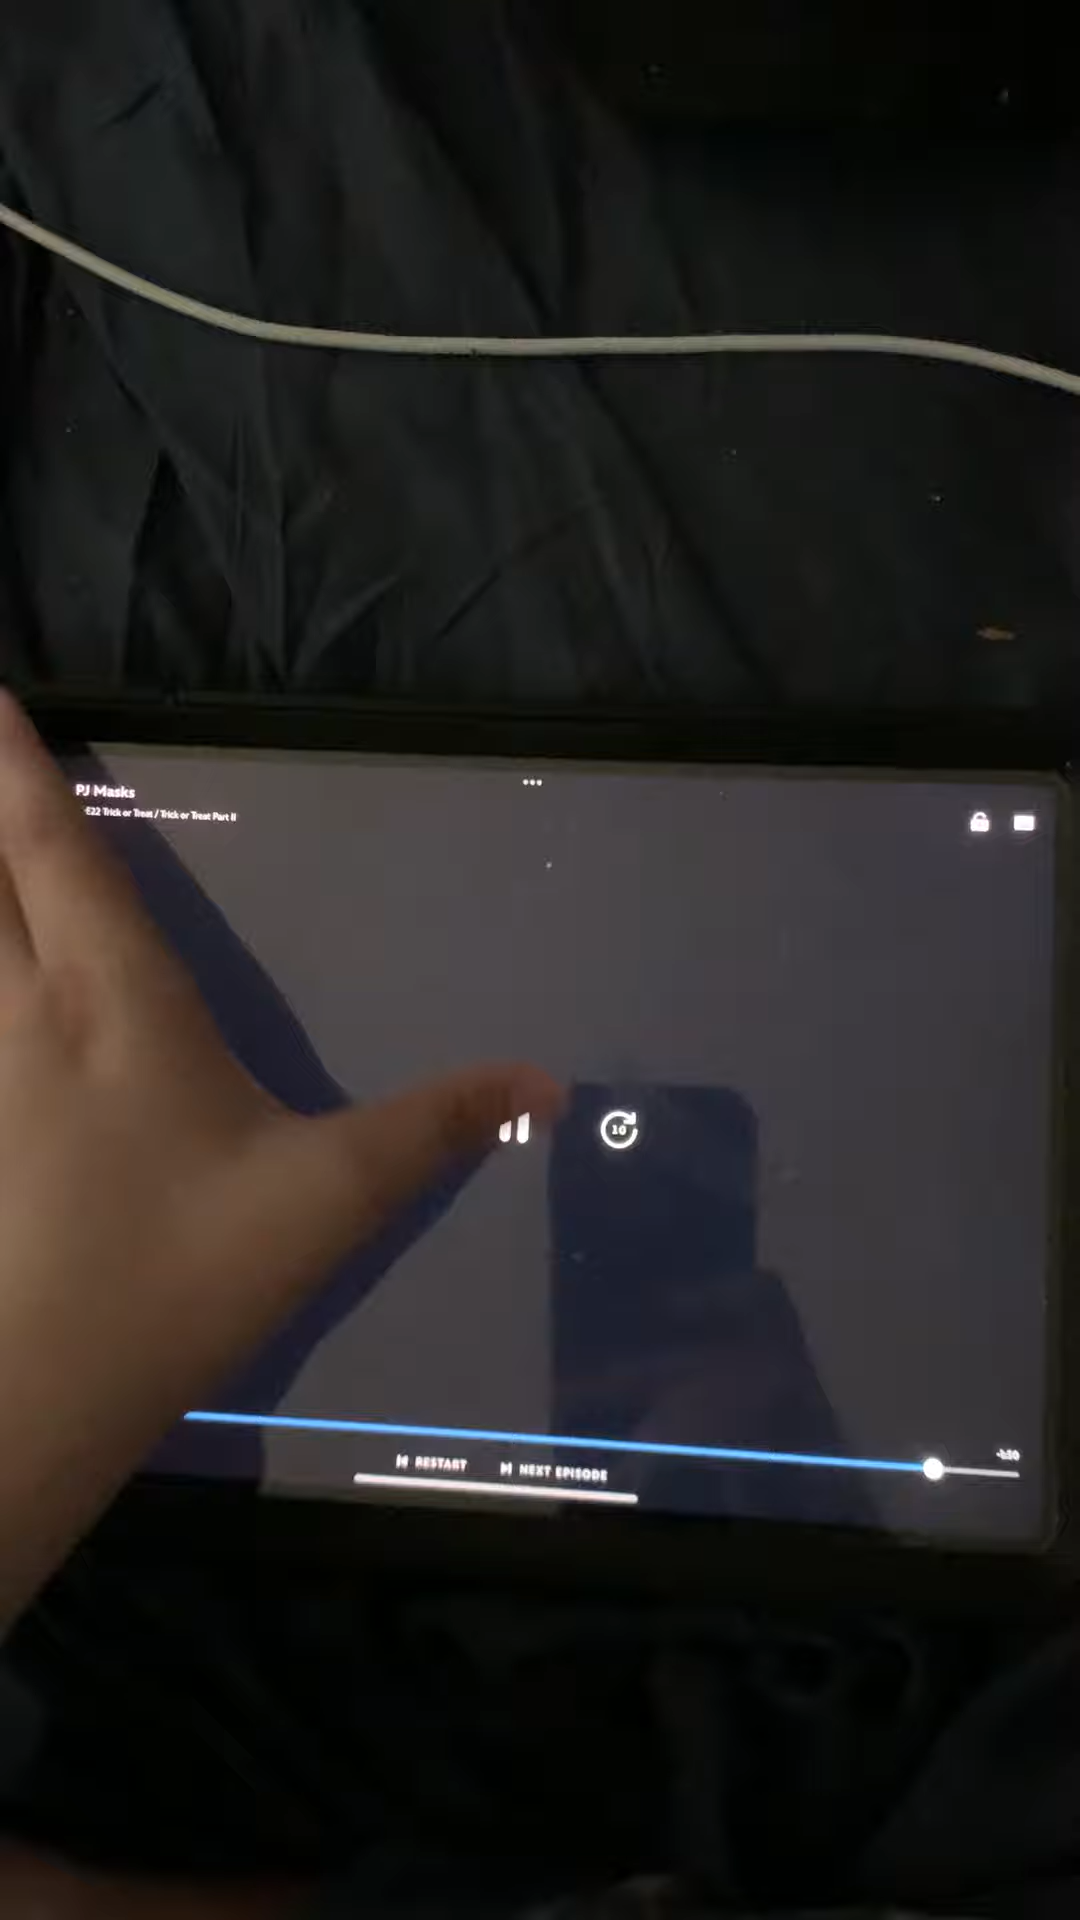 PJ Masks
E22 Trick or Treat / Trick or Treat Part II
10
RESTART
NEXT EPISODE